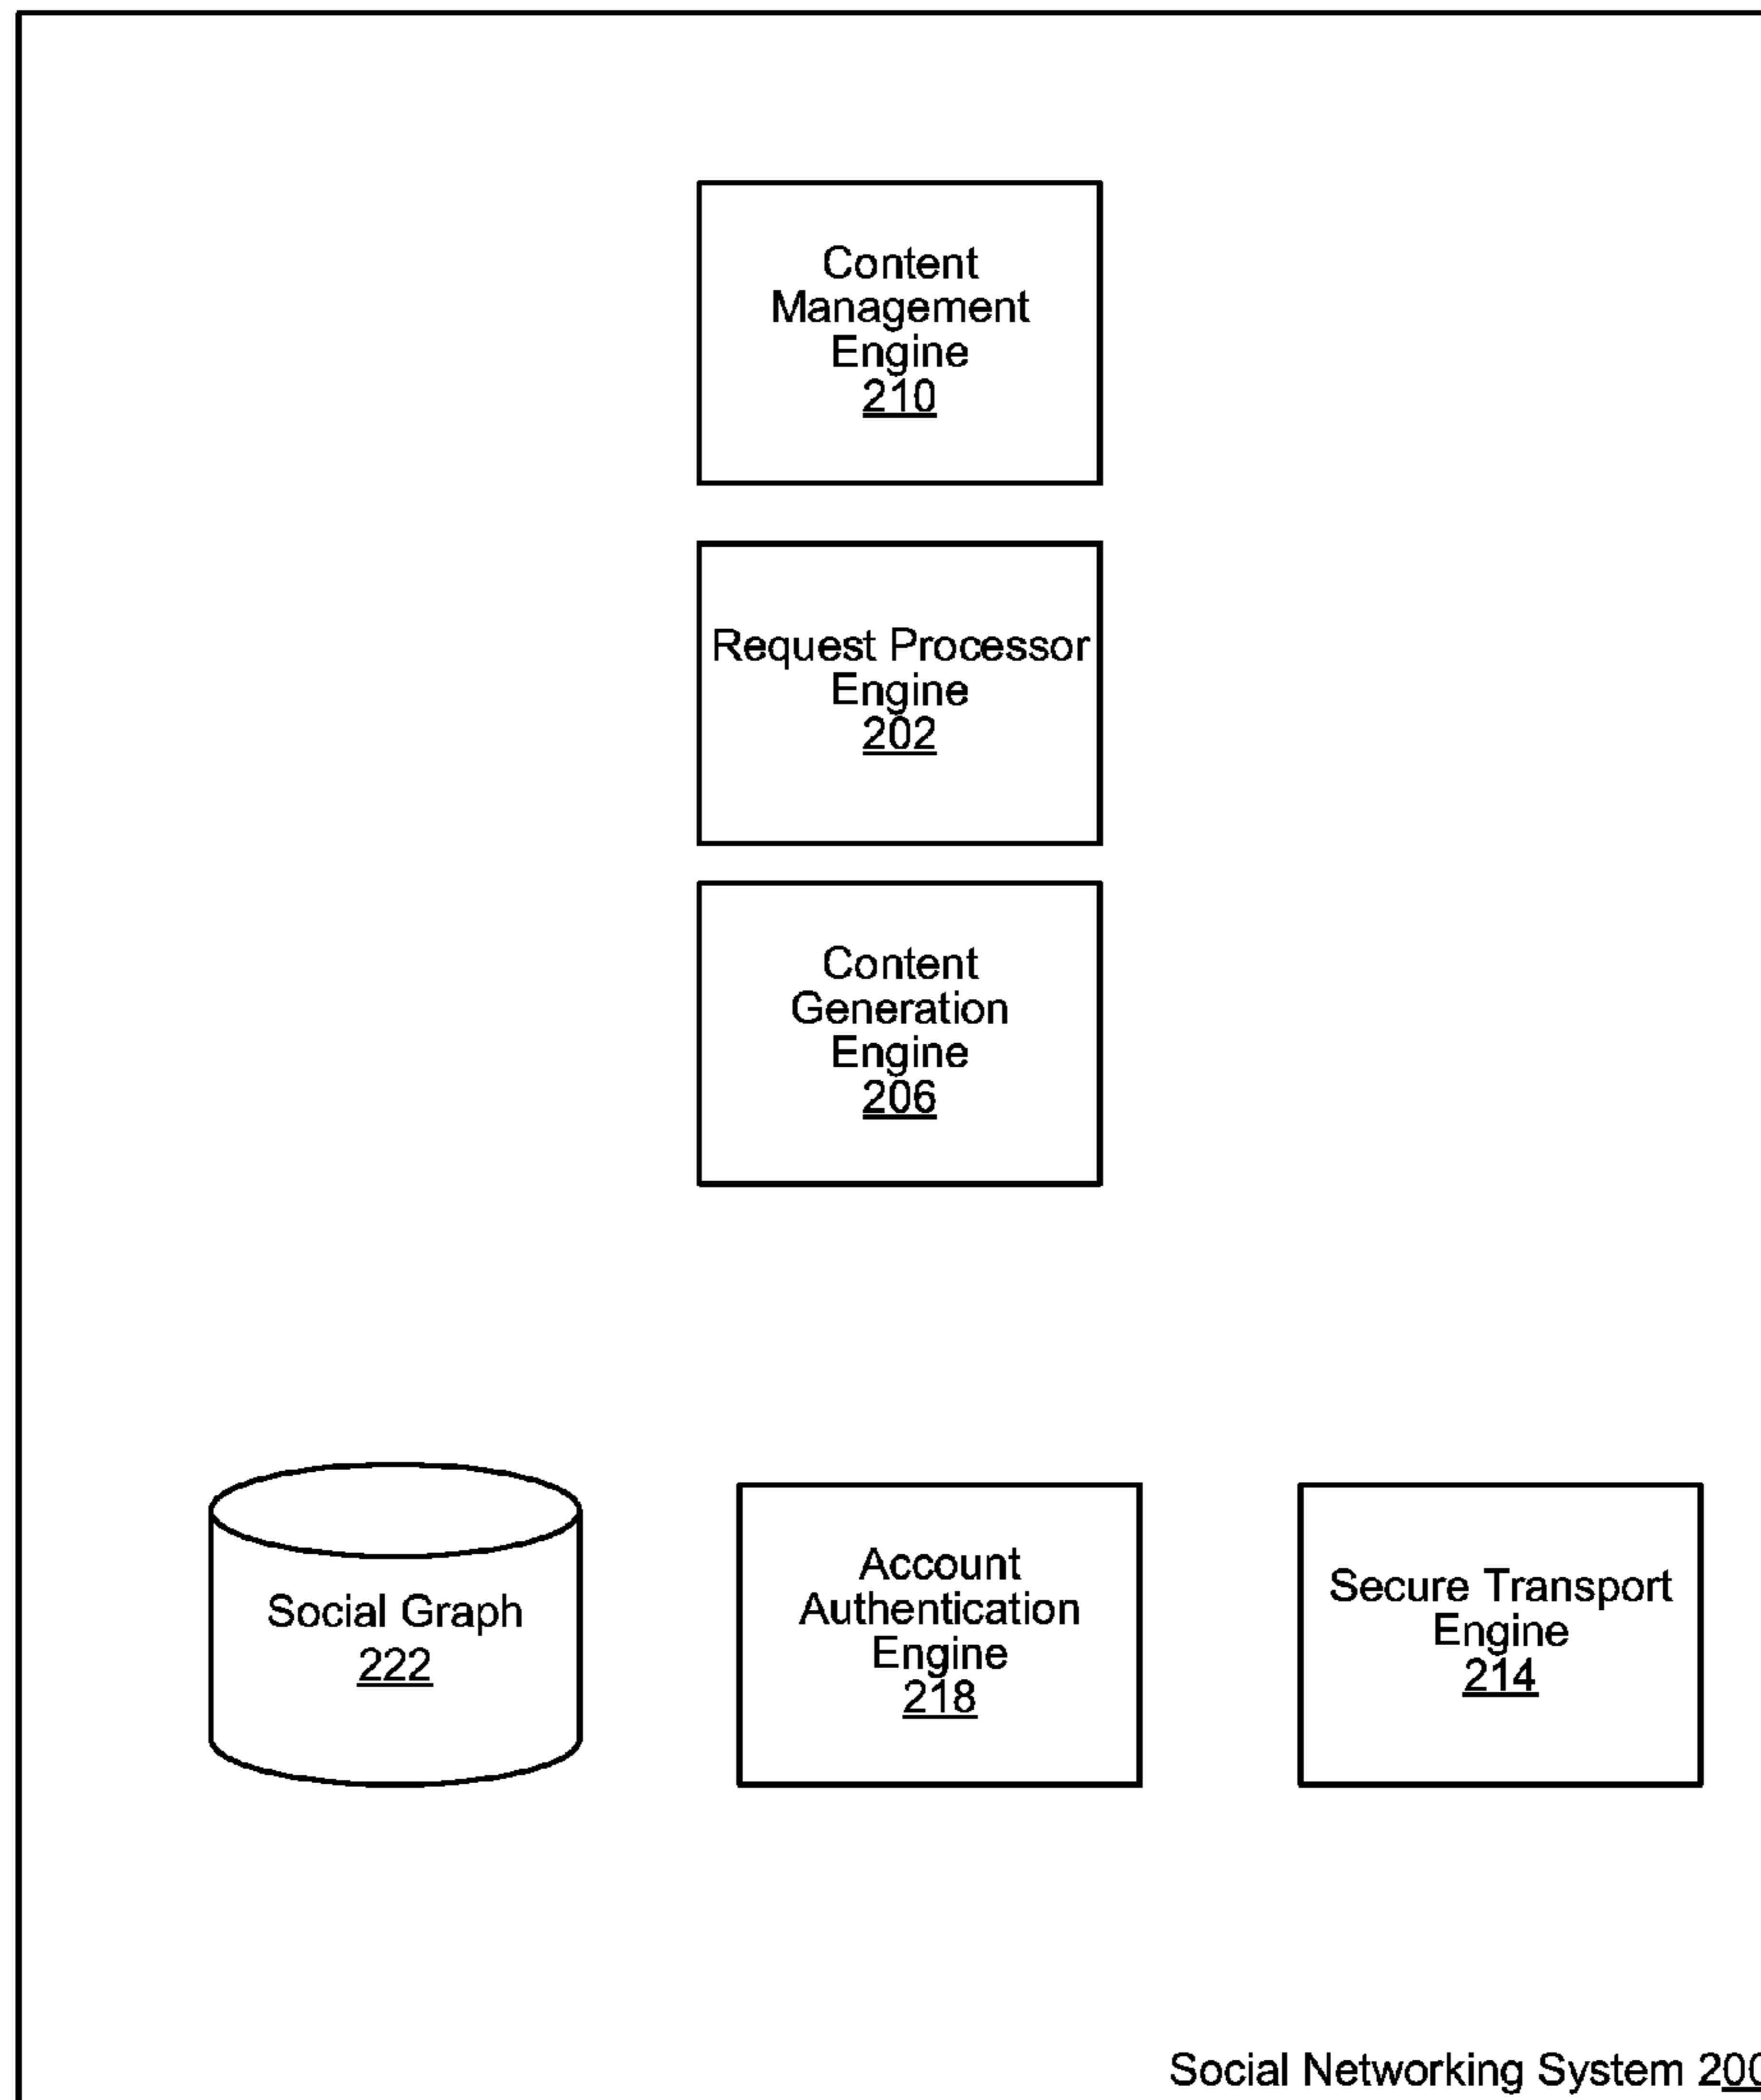 Content
Management
Engine
210
Request Processor
Engine
202
Content
Generation
Engine
206
Social Graph
222
Account
Authentication
Engine
218
Secure Transport
Engine
214
Social Networking System 200